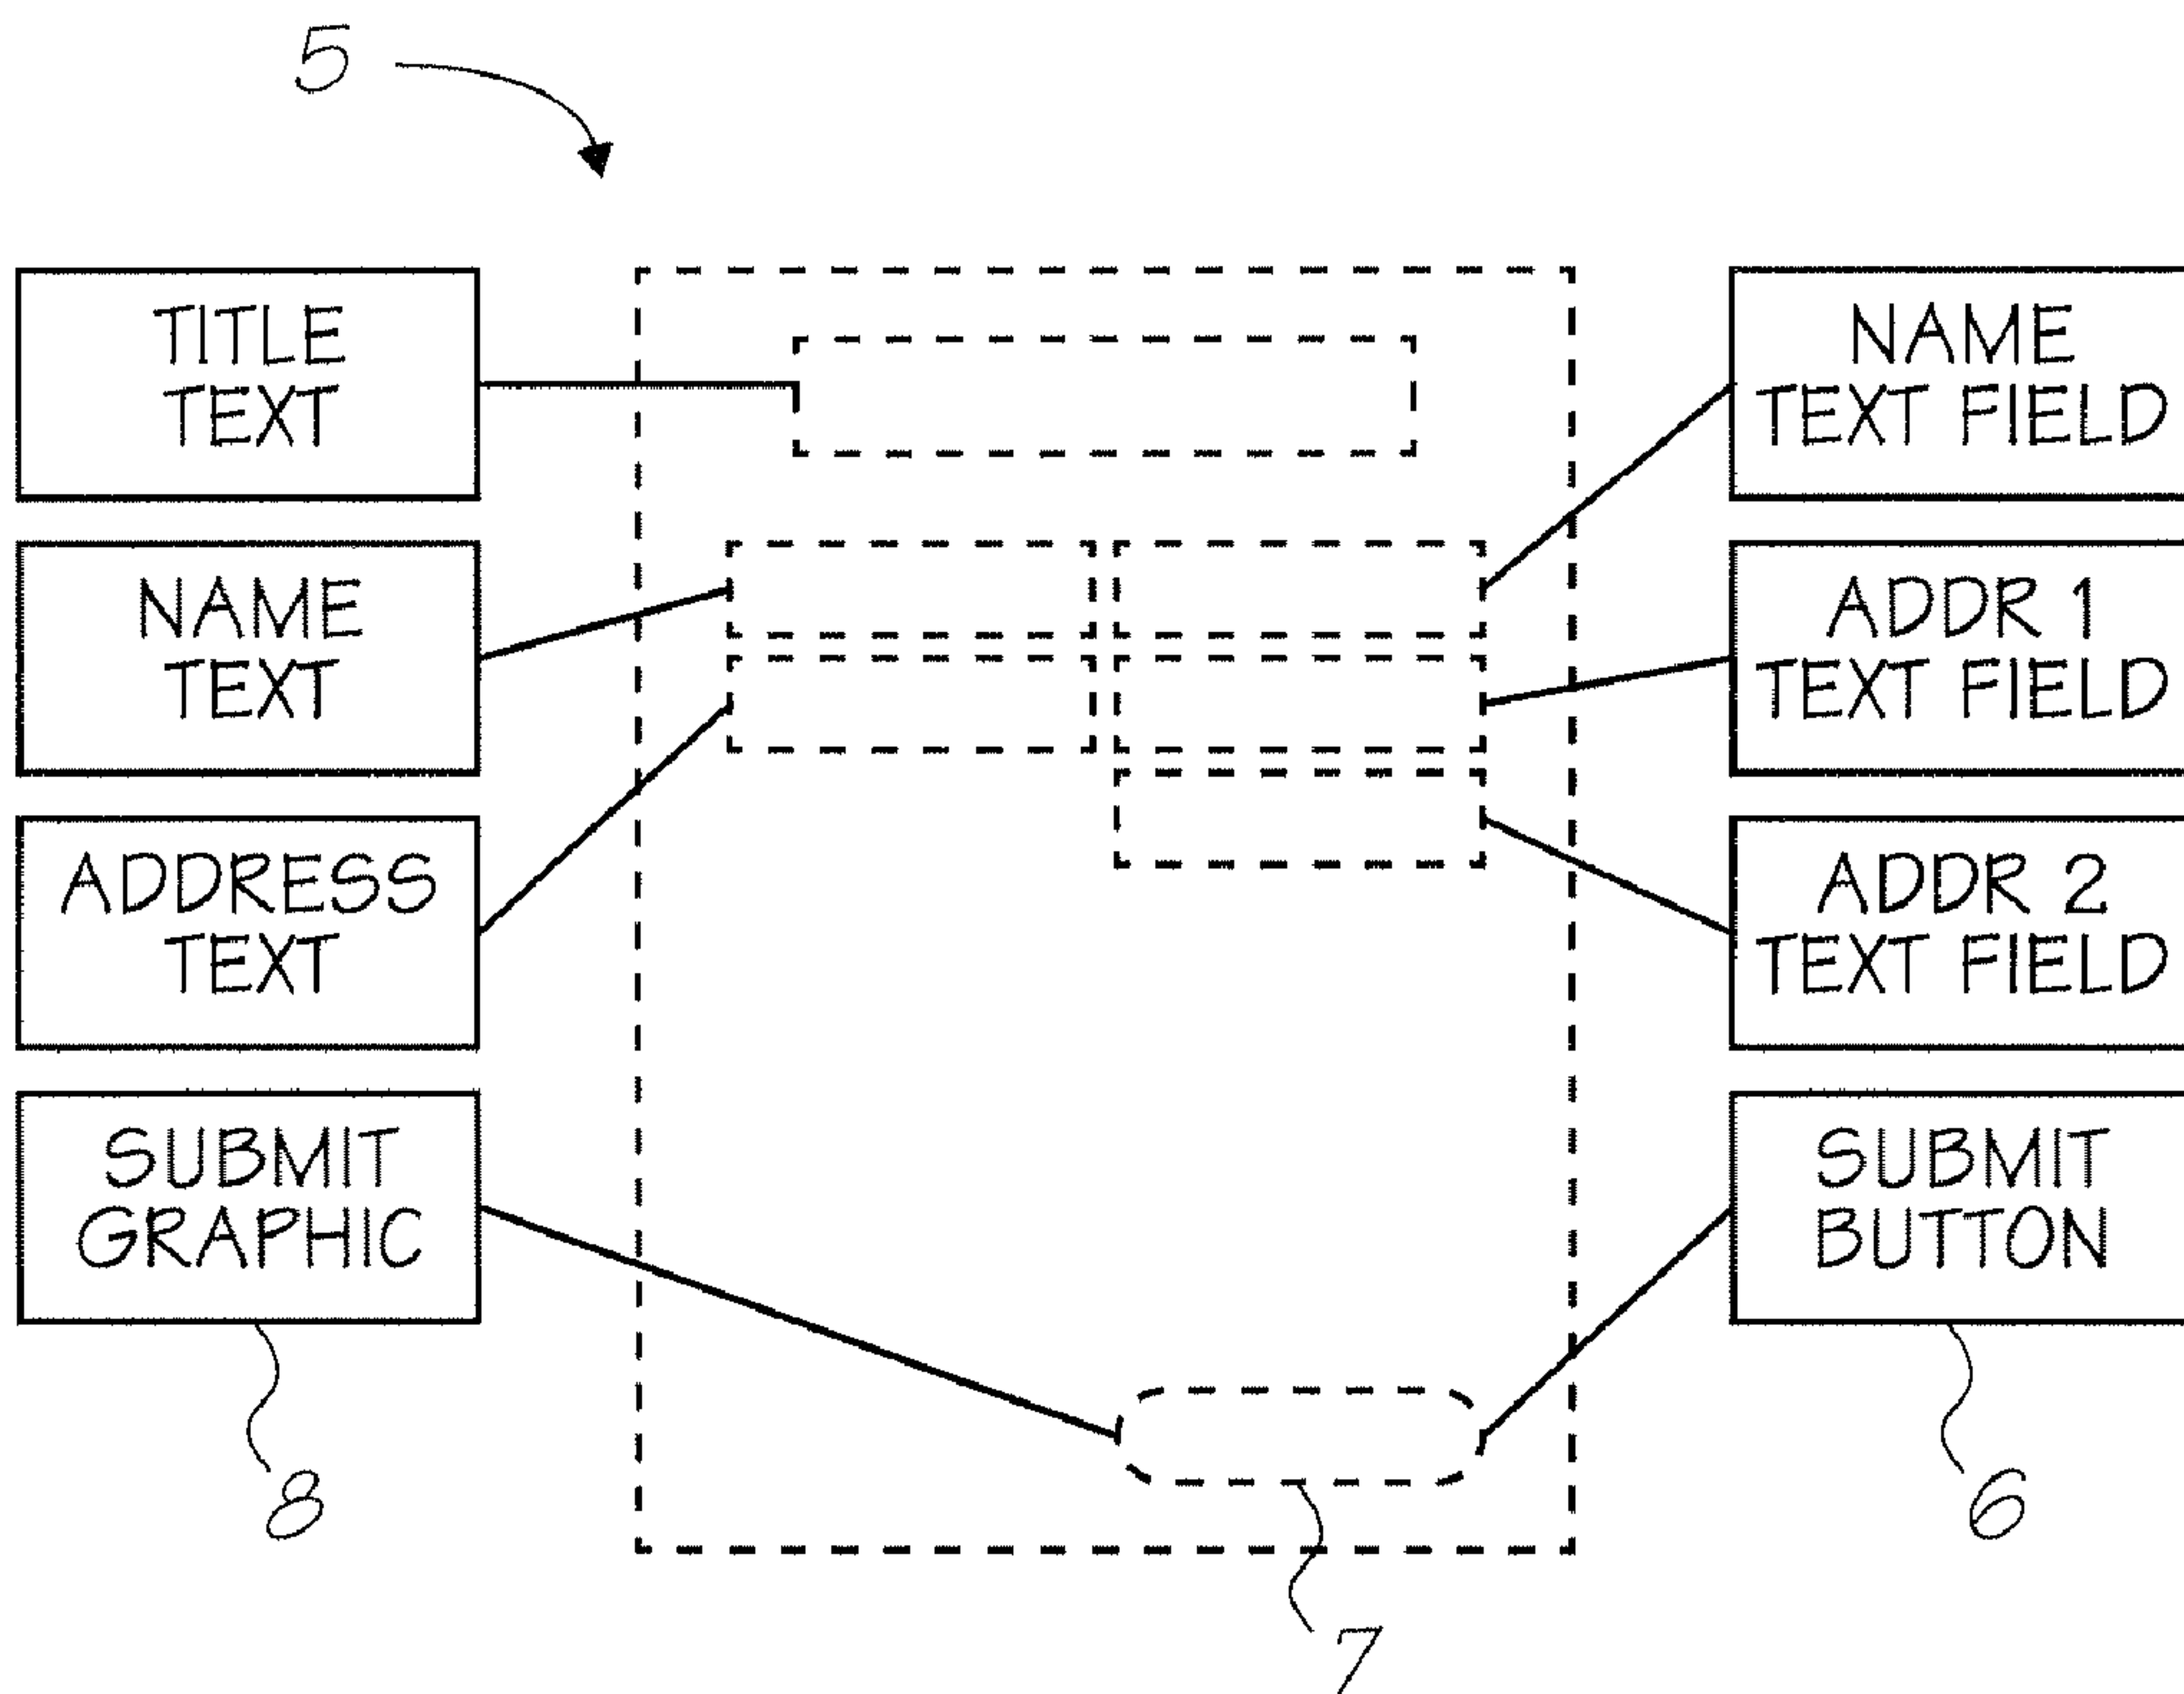 5
TITLE
TEXT
NAME
TEXT FIELD
NAME
TEXT
ADDR 1
TEXT FIELD
ADDRESS
TEXT
ADDR 2
TEXT FIELD
SUBMIT
GRAPHIC
SUBMIT
BUTTON
8
6
7